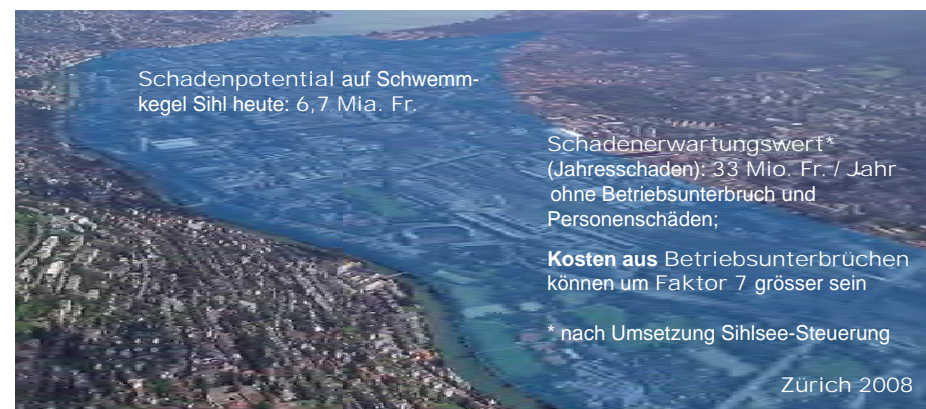 Schadenpotential auf Schwemm-
kegel Sihl heute: 6,7 Mia. Fr.
Schadenerwartungswert*
(Jahresschaden): 33 Mio. Fr. / Jahr
ohne Betriebsunterbruch und
Personenschäden;
Kosten aus Betriebsunterbrüchen
können um Faktor 7 grösser sein
* nach Umsetzung Sihlsee-Steuerung
Zürich 2008